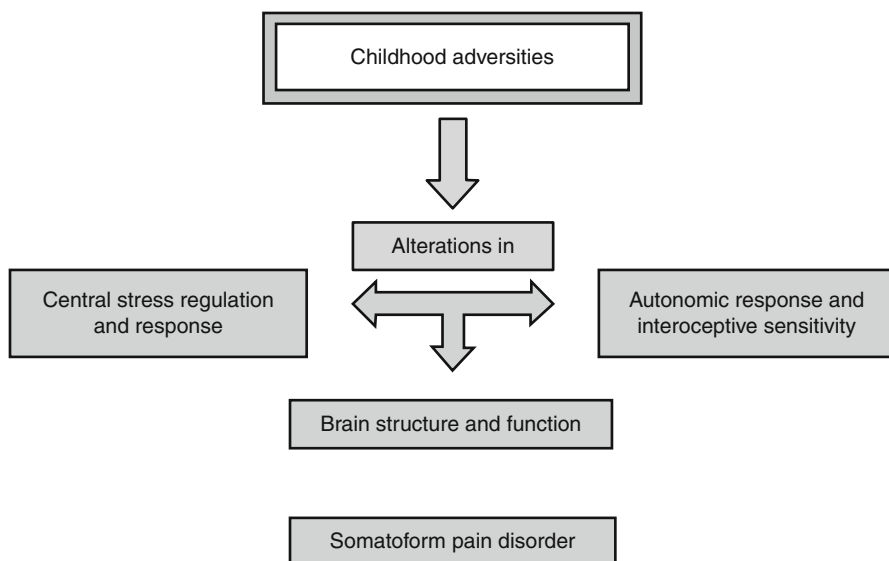 Childhood adversities
Alterations in
Central stress regulation
and response
Autonomic response and
interoceptive sensitivity
Brain structure and function
Somatoform pain disorder